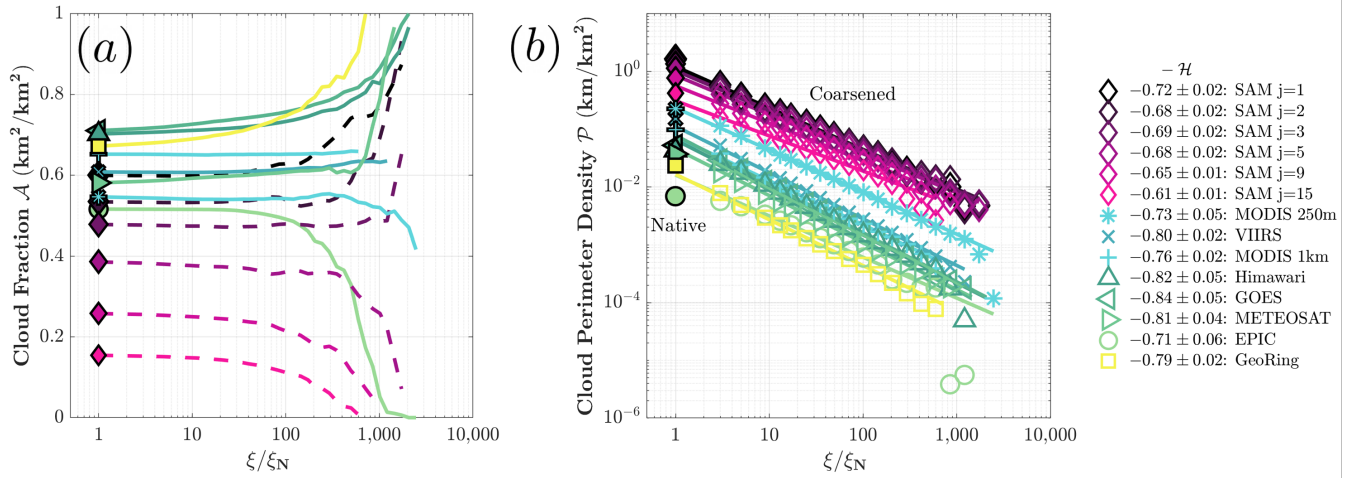 (a)
Cloud Fraction 𝒜 (km²/km²)
1
0.8
0.6
0.4
0.2
0
1
10
100
1,000
10,000
ξ/ξ_N
(b)
Cloud Perimeter Density 𝒫 (km/km²)
10⁰
10⁻²
10⁻⁴
10⁻⁶
Coarsened
Native
1
10
100
1,000
10,000
ξ/ξ_N
− ℋ
−0.72 ± 0.02: SAM j=1
−0.68 ± 0.02: SAM j=2
−0.69 ± 0.02: SAM j=3
−0.68 ± 0.02: SAM j=5
−0.65 ± 0.01: SAM j=9
−0.61 ± 0.01: SAM j=15
−0.73 ± 0.05: MODIS 250m
−0.80 ± 0.02: VIIRS
−0.76 ± 0.02: MODIS 1km
−0.82 ± 0.05: Himawari
−0.84 ± 0.05: GOES
−0.81 ± 0.04: METEOSAT
−0.71 ± 0.06: EPIC
−0.79 ± 0.02: GeoRing